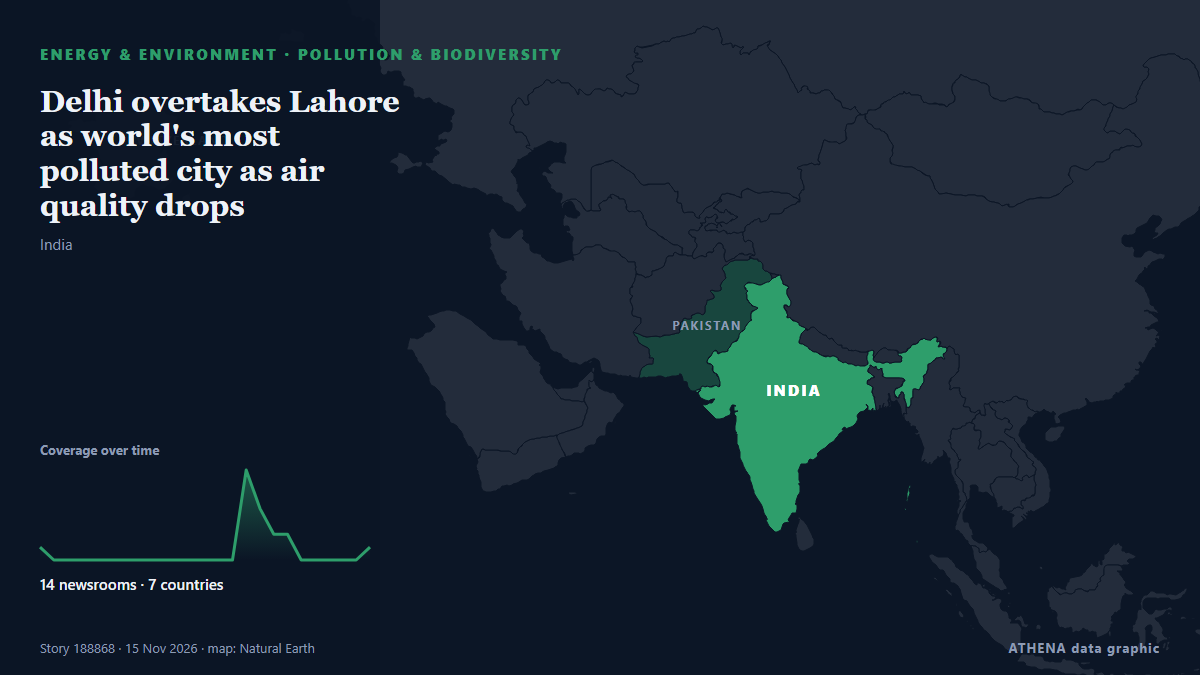 ENERGY & ENVIRONMENT · POLLUTION & BIODIVERSITY
Delhi overtakes Lahore
as world's most
polluted city as air
quality drops
India
PAKISTAN
INDIA
Coverage over time
14 newsrooms · 7 countries
Story 188868 · 15 Nov 2026 · map: Natural Earth
ATHENA data graphic